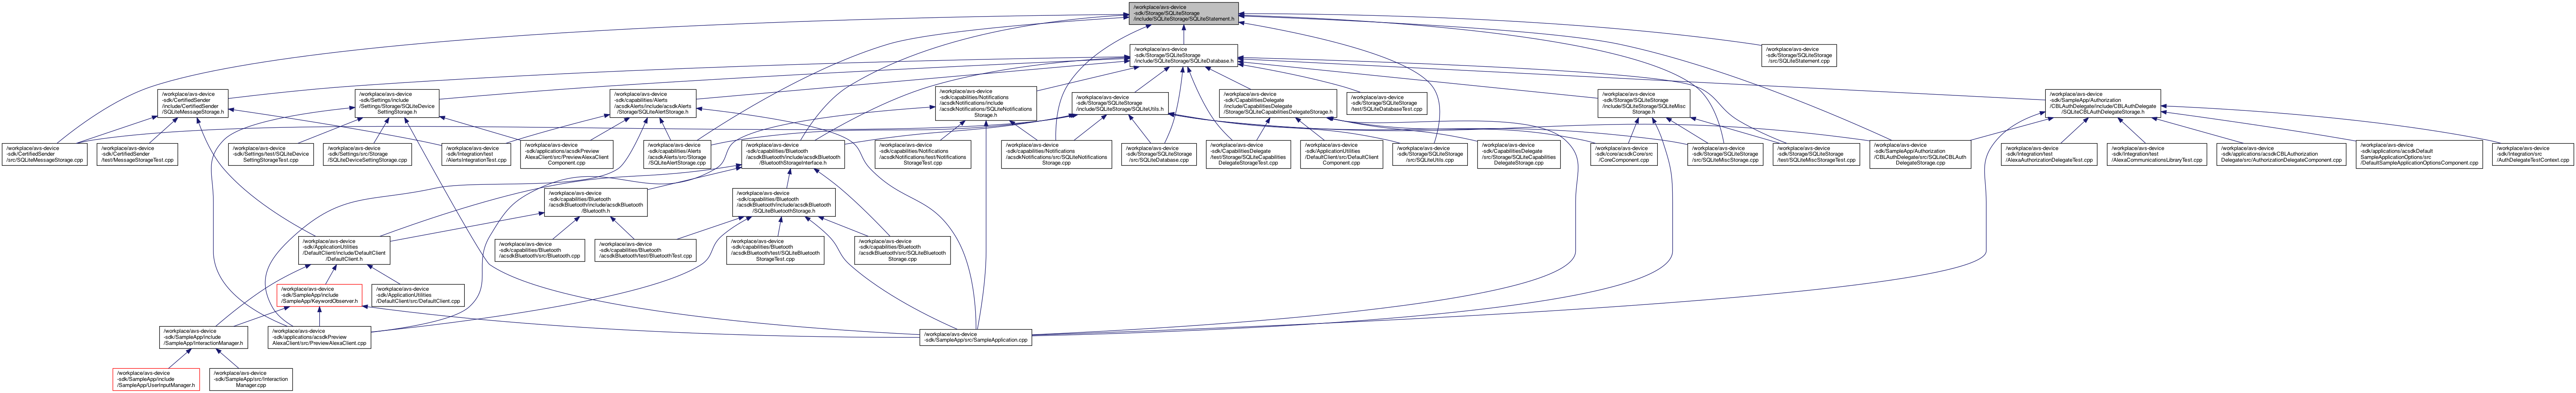 /workplace/avs-device
-sdk/Storage/SQLiteStorage
/include/SQLiteStorage/SQLiteStatement.h
/workplace/avs-device
-sdk/Storage/SQLiteStorage
/include/SQLiteStorage/SQLiteDatabase.h
/workplace/avs-device
-sdk/Storage/SQLiteStorage
/src/SQLiteStatement.cpp
/workplace/avs-device
-sdk/CertifiedSender
/include/CertifiedSender
/SQLiteMessageStorage.h
/workplace/avs-device
-sdk/Settings/include
/Settings/Storage/SQLiteDevice
SettingStorage.h
/workplace/avs-device
-sdk/capabilities/Alerts
/acsdkAlerts/include/acsdkAlerts
/Storage/SQLiteAlertStorage.h
/workplace/avs-device
-sdk/capabilities/Notifications
/acsdkNotifications/include
/acsdkNotifications/SQLiteNotifications
Storage.h
/workplace/avs-device
-sdk/Storage/SQLiteStorage
/include/SQLiteStorage/SQLiteUtils.h
/workplace/avs-device
-sdk/CapabilitiesDelegate
/include/CapabilitiesDelegate
/Storage/SQLiteCapabilitiesDelegateStorage.h
/workplace/avs-device
-sdk/Storage/SQLiteStorage
/test/SQLiteDatabaseTest.cpp
/workplace/avs-device
-sdk/Storage/SQLiteStorage
/include/SQLiteStorage/SQLiteMisc
Storage.h
/workplace/avs-device
-sdk/SampleApp/Authorization
/CBLAuthDelegate/include/CBLAuthDelegate
/SQLiteCBLAuthDelegateStorage.h
/workplace/avs-device
-sdk/CertifiedSender
/src/SQLiteMessageStorage.cpp
/workplace/avs-device
-sdk/CertifiedSender
/test/MessageStorageTest.cpp
/workplace/avs-device
-sdk/Settings/test/SQLiteDevice
SettingStorageTest.cpp
/workplace/avs-device
-sdk/Settings/src/Storage
/SQLiteDeviceSettingStorage.cpp
/workplace/avs-device
-sdk/Integration/test
/AlertsIntegrationTest.cpp
/workplace/avs-device
-sdk/applications/acsdkPreview
AlexaClient/src/PreviewAlexaClient
Component.cpp
/workplace/avs-device
-sdk/capabilities/Alerts
/acsdkAlerts/src/Storage
/SQLiteAlertStorage.cpp
/workplace/avs-device
-sdk/capabilities/Bluetooth
/acsdkBluetooth/include/acsdkBluetooth
/BluetoothStorageInterface.h
/workplace/avs-device
-sdk/capabilities/Notifications
/acsdkNotifications/test/Notifications
StorageTest.cpp
/workplace/avs-device
-sdk/capabilities/Notifications
/acsdkNotifications/src/SQLiteNotifications
Storage.cpp
/workplace/avs-device
-sdk/Storage/SQLiteStorage
/src/SQLiteDatabase.cpp
/workplace/avs-device
-sdk/CapabilitiesDelegate
/test/Storage/SQLiteCapabilities
DelegateStorageTest.cpp
/workplace/avs-device
-sdk/ApplicationUtilities
/DefaultClient/src/DefaultClient
Component.cpp
/workplace/avs-device
-sdk/Storage/SQLiteStorage
/src/SQLiteUtils.cpp
/workplace/avs-device
-sdk/CapabilitiesDelegate
/src/Storage/SQLiteCapabilities
DelegateStorage.cpp
/workplace/avs-device
-sdk/core/acsdkCore/src
/CoreComponent.cpp
/workplace/avs-device
-sdk/Storage/SQLiteStorage
/src/SQLiteMiscStorage.cpp
/workplace/avs-device
-sdk/Storage/SQLiteStorage
/test/SQLiteMiscStorageTest.cpp
/workplace/avs-device
-sdk/SampleApp/Authorization
/CBLAuthDelegate/src/SQLiteCBLAuth
DelegateStorage.cpp
/workplace/avs-device
-sdk/Integration/test
/AlexaAuthorizationDelegateTest.cpp
/workplace/avs-device
-sdk/Integration/test
/AlexaCommunicationsLibraryTest.cpp
/workplace/avs-device
-sdk/applications/acsdkCBLAuthorization
Delegate/src/AuthorizationDelegateComponent.cpp
/workplace/avs-device
-sdk/applications/acsdkDefault
SampleApplicationOptions/src
/DefaultSampleApplicationOptionsComponent.cpp
/workplace/avs-device
-sdk/Integration/src
/AuthDelegateTestContext.cpp
/workplace/avs-device
-sdk/capabilities/Bluetooth
/acsdkBluetooth/include/acsdkBluetooth
/Bluetooth.h
/workplace/avs-device
-sdk/capabilities/Bluetooth
/acsdkBluetooth/include/acsdkBluetooth
/SQLiteBluetoothStorage.h
/workplace/avs-device
-sdk/ApplicationUtilities
/DefaultClient/include/DefaultClient
/DefaultClient.h
/workplace/avs-device
-sdk/capabilities/Bluetooth
/acsdkBluetooth/src/Bluetooth.cpp
/workplace/avs-device
-sdk/capabilities/Bluetooth
/acsdkBluetooth/test/BluetoothTest.cpp
/workplace/avs-device
-sdk/capabilities/Bluetooth
/acsdkBluetooth/test/SQLiteBluetooth
StorageTest.cpp
/workplace/avs-device
-sdk/capabilities/Bluetooth
/acsdkBluetooth/src/SQLiteBluetooth
Storage.cpp
/workplace/avs-device
-sdk/SampleApp/include
/SampleApp/KeywordObserver.h
/workplace/avs-device
-sdk/ApplicationUtilities
/DefaultClient/src/DefaultClient.cpp
/workplace/avs-device
-sdk/SampleApp/include
/SampleApp/InteractionManager.h
/workplace/avs-device
-sdk/applications/acsdkPreview
AlexaClient/src/PreviewAlexaClient.cpp
/workplace/avs-device
-sdk/SampleApp/src/SampleApplication.cpp
/workplace/avs-device
-sdk/SampleApp/include
/SampleApp/UserInputManager.h
/workplace/avs-device
-sdk/SampleApp/src/Interaction
Manager.cpp